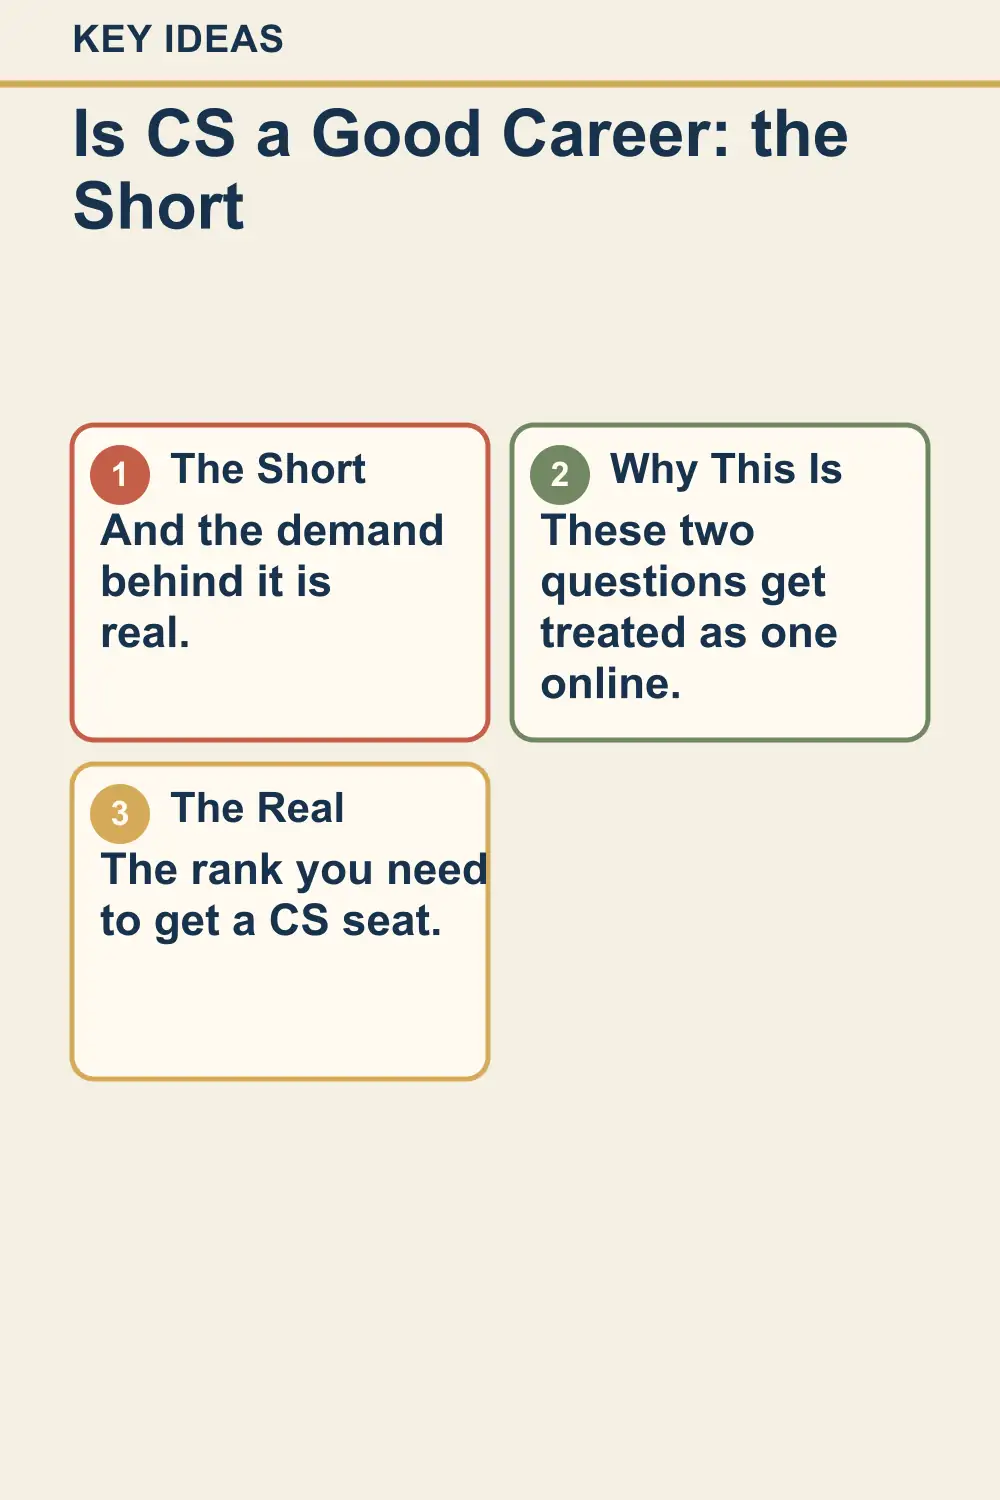 KEY IDEAS
Is CS a Good Career: the
Short
1 The Short
And the demand
behind it is
real.
2 Why This Is
These two
questions get
treated as one
online.
3 The Real
The rank you need
to get a CS seat.